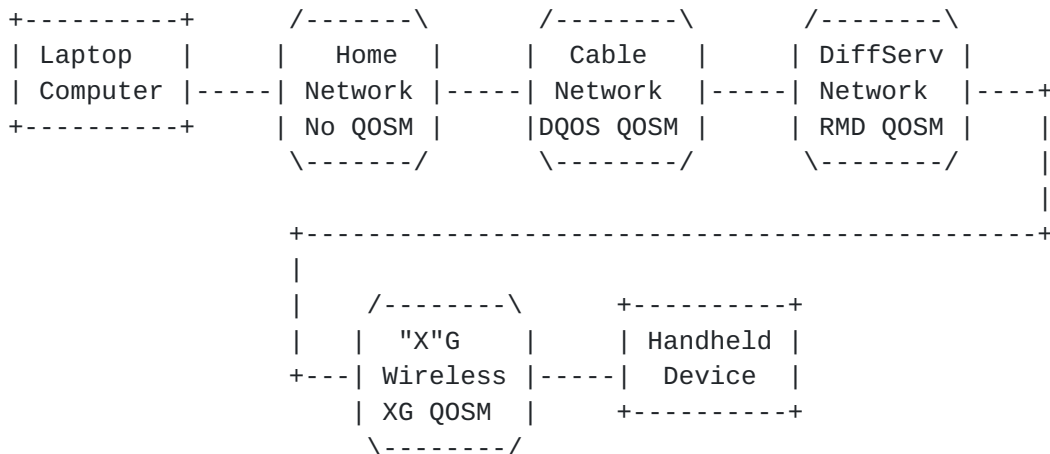 Laptop Home Cable DiffServ
Computer Network Network Network
No QOSM DQOS QOSM RMD QOSM
"X"G Handheld
Wireless Device
XG QOSM